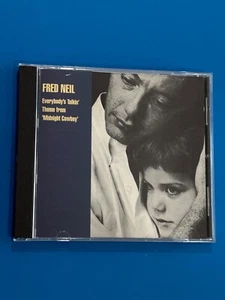 FRED NEIL
Everybody's Talkin'
Theme from
'Midnight Cowboy'